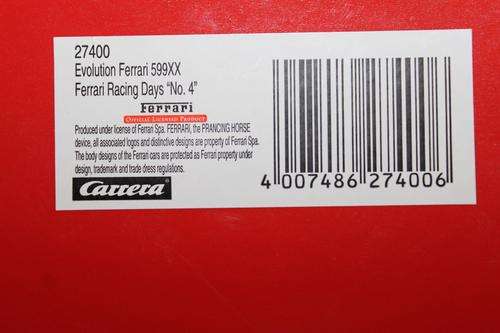 27400
Evolution Ferrari 599XX
Ferrari Racing Days "No. 4"
Ferrari
OFFICIAL LICENSED PRODUCT
Produced under license of Ferrari Spa. FERRARI, the PRANCING HORSE
device, all associated logos and distinctive designs are property of Ferrari Spa.
The body designs of the Ferrari cars are protected as Ferrari property under
design, trademark and trade dress regulations.
Carrera
4 007486 274006